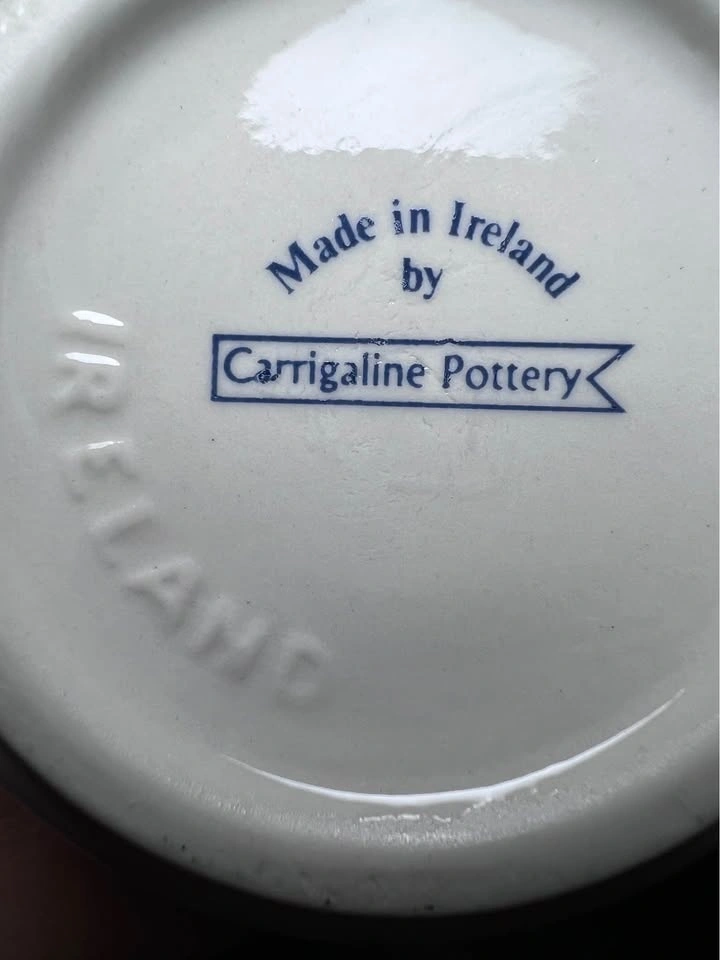 Made in Ireland
by
Carrigaline Pottery
IRELAND